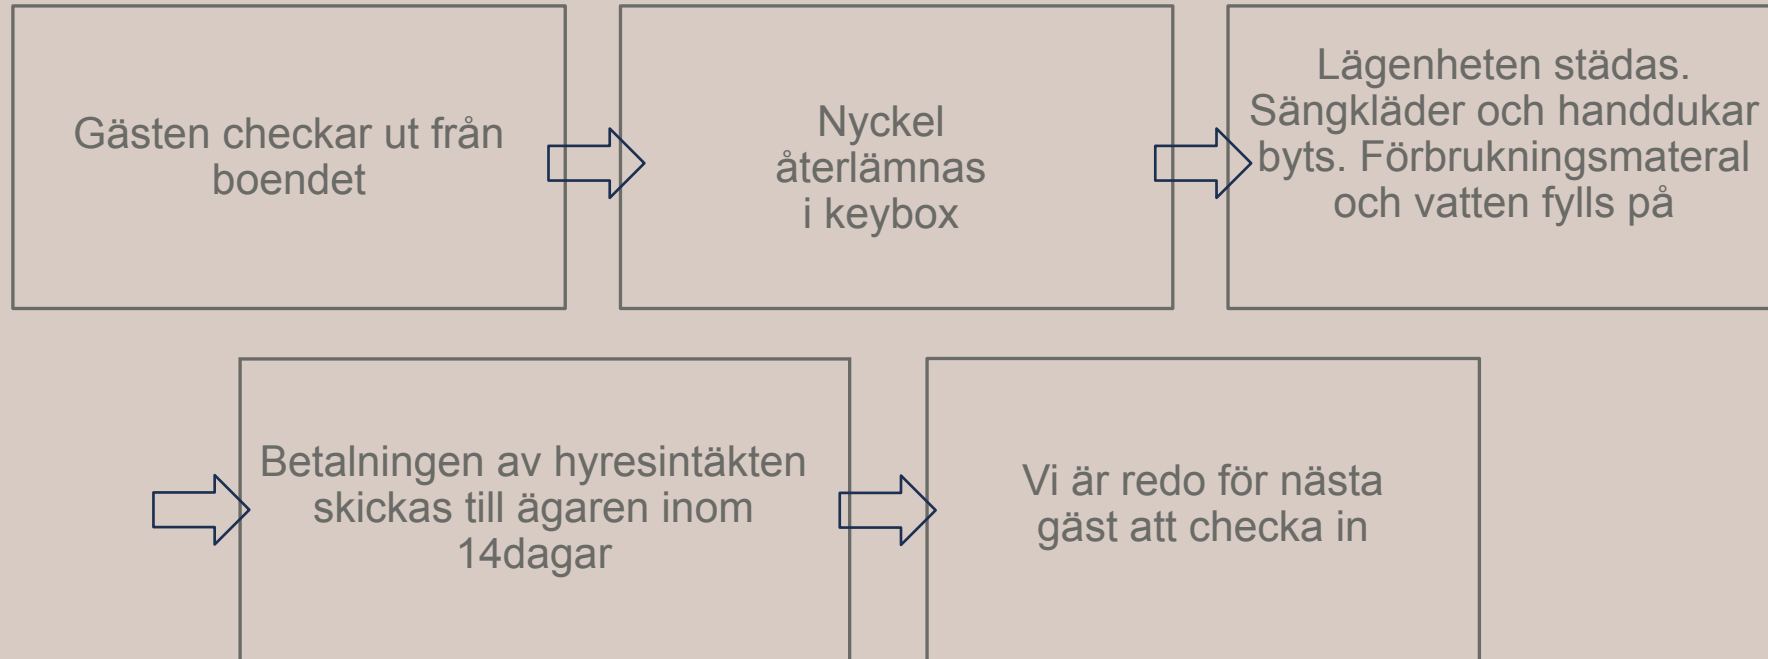 Gästen checkar ut från
boendet
Nyckel
återlämnas
i keybox
Lägenheten städas.
Sängkläder och handdukar
byts. Förbrukningsmateral
och vatten fylls på
Betalningen av hyresintäkten
skickas till ägaren inom
14dagar
Vi är redo för nästa
gäst att checka in